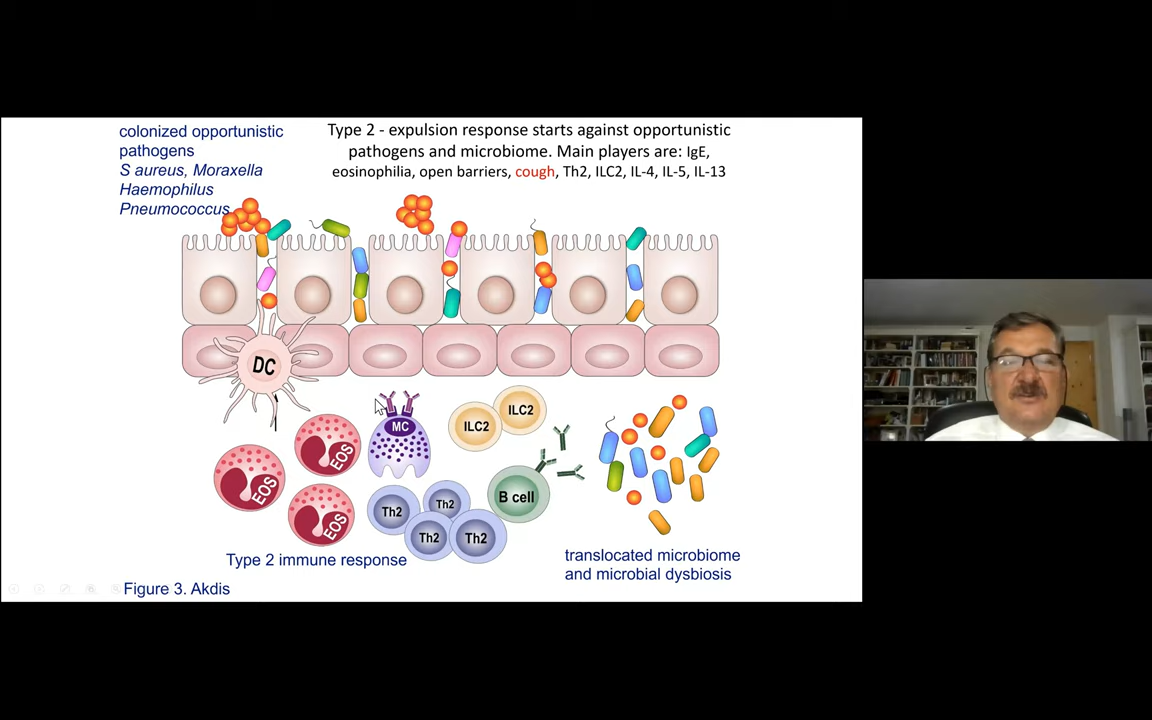 colonized opportunistic
pathogens
S aureus, Moraxella
Haemophilus
Pneumococcus
Type 2 - expulsion response starts against opportunistic
pathogens and microbiome. Main players are: IgE,
eosinophilia, open barriers, cough, Th2, ILC2, IL-4, IL-5, IL-13
DC
EOS
EOS
EOS
MC
ILC2
ILC2
B cell
Th2
Th2
Th2
Th2
Type 2 immune response
translocated microbiome
and microbial dysbiosis
Figure 3. Akdis